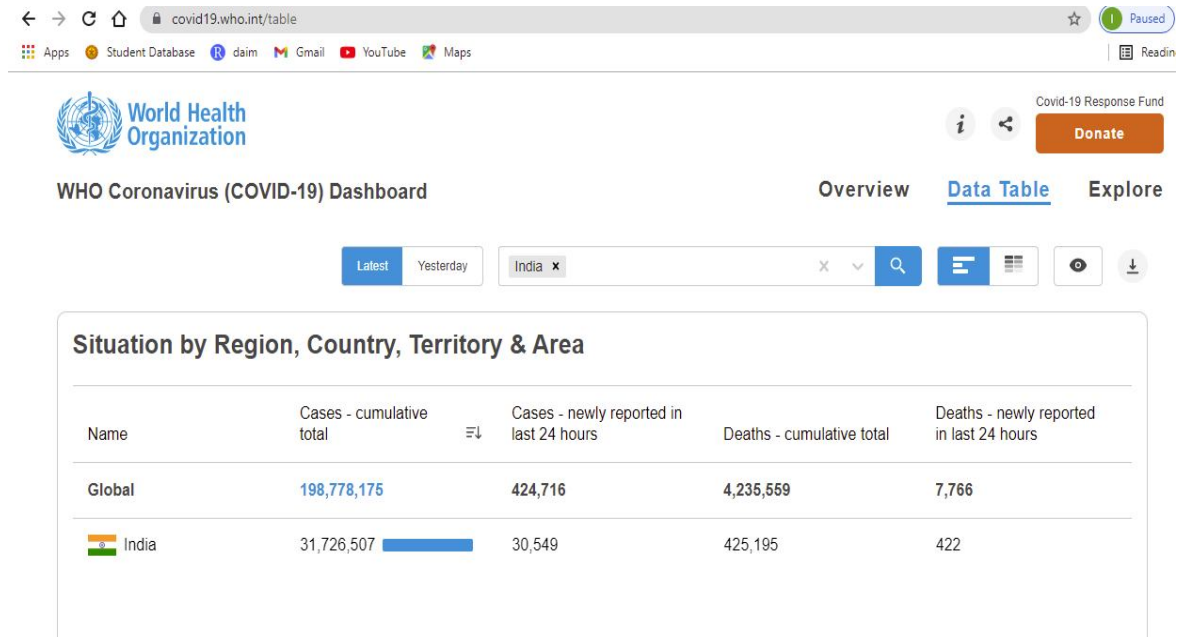 covid19.who.int/table
I Paused
Apps Student Database R daim Gmail YouTube Maps Readin
World Health
Organization
i
Covid-19 Response Fund
Donate
WHO Coronavirus (COVID-19) Dashboard
Overview Data Table Explore
Latest Yesterday India × X
Situation by Region, Country, Territory & Area
Name
Cases - cumulative
total
Cases - newly reported in
last 24 hours
Deaths - cumulative total
Deaths - newly reported
in last 24 hours
Global 198,778,175 424,716 4,235,559 7,766
India 31,726,507 30,549 425,195 422